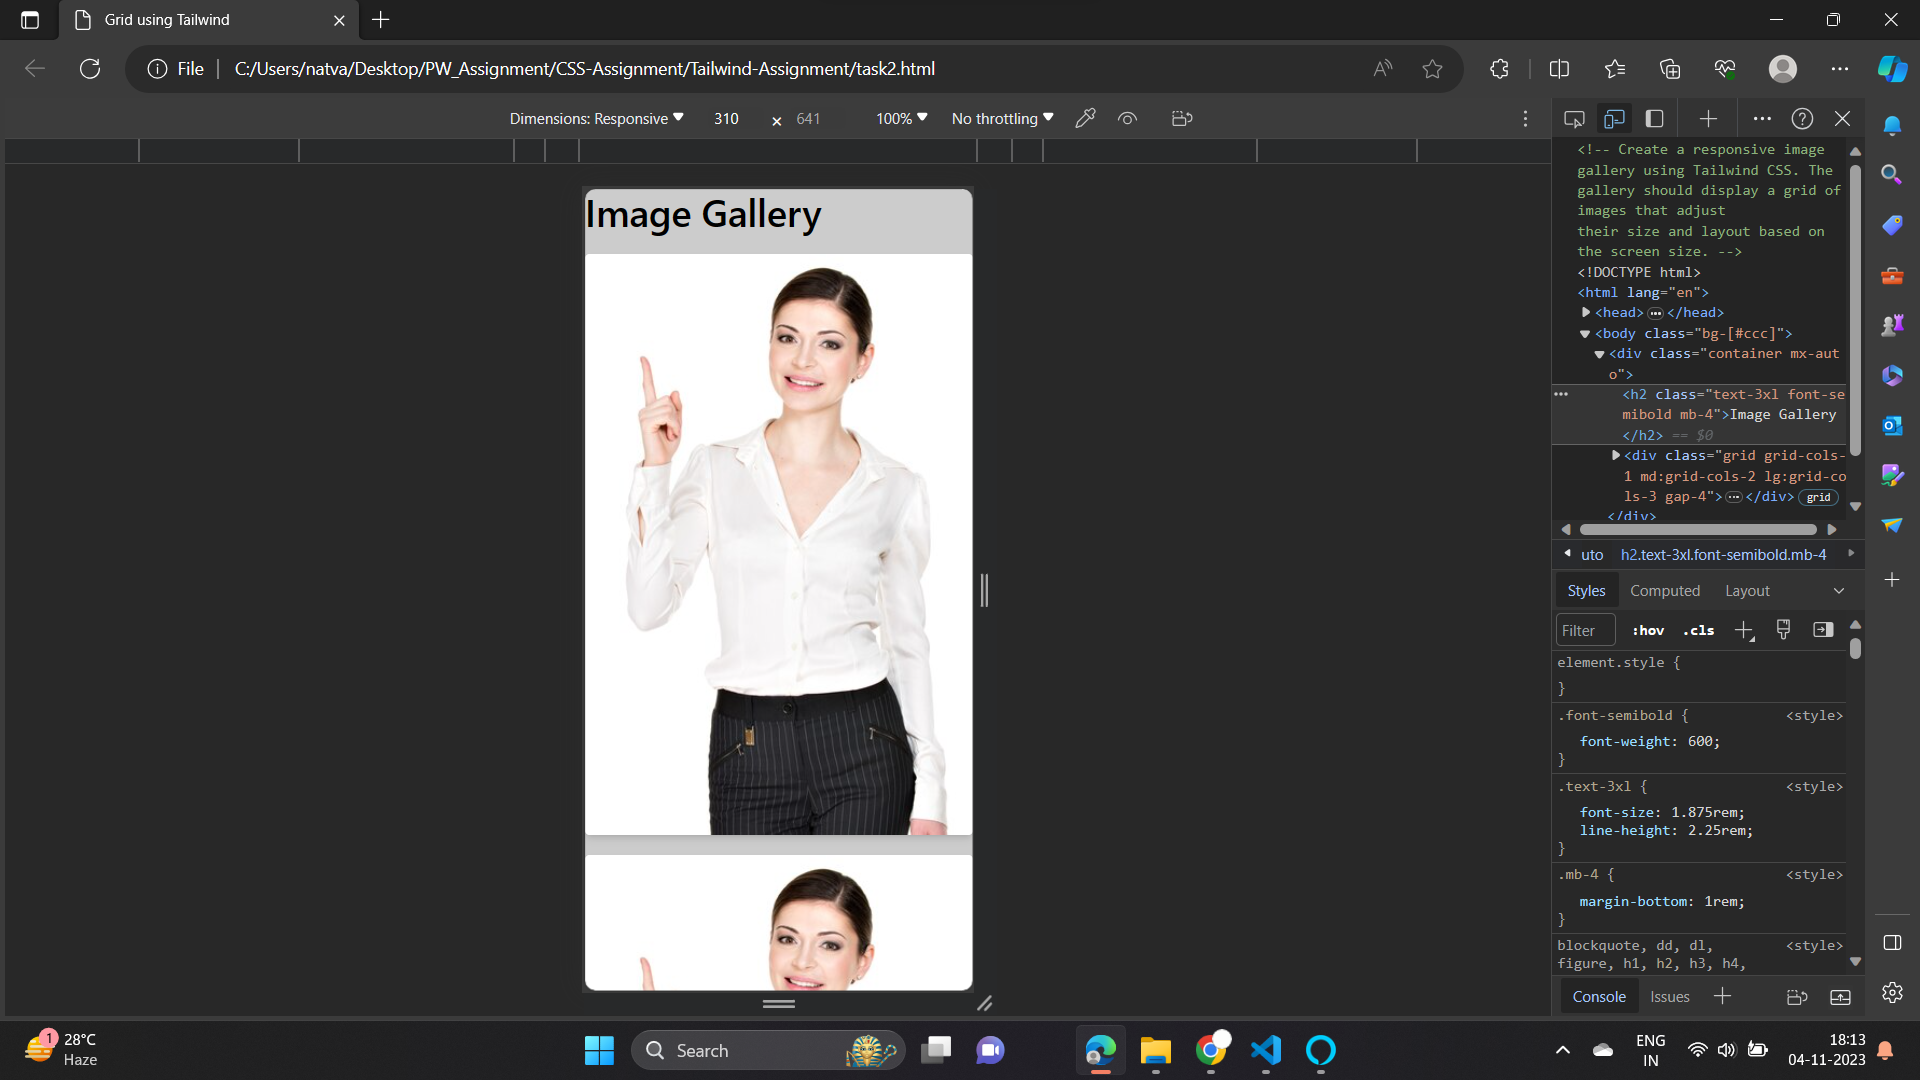 Grid using Tailwind
File
C:/Users/natva/Desktop/PW_Assignment/CSS-Assignment/Tailwind-Assignment/task2.html
Dimensions: Responsive 310 × 641 100% No throttling
Image Gallery
<!-- Create a responsive image
gallery using Tailwind CSS. The
gallery should display a grid of
images that adjust
their size and layout based on
the screen size. -->
<!DOCTYPE html>
<html lang="en">
<head> ••• </head>
<body class="bg-[#ccc]">
<div class="container mx-aut
o">
<h2 class="text-3xl font-se
mibold mb-4">Image Gallery
</h2> == $0
<div class="grid grid-cols-
1 md:grid-cols-2 lg:grid-co
ls-3 gap-4"> ••• </div> grid
</div>
uto h2.text-3xl.font-semibold.mb-4
Styles Computed Layout
Filter :hov .cls
element.style {
}
.font-semibold { <style>
font-weight: 600;
}
.text-3xl { <style>
font-size: 1.875rem;
line-height: 2.25rem;
}
.mb-4 { <style>
margin-bottom: 1rem;
}
blockquote, dd, dl, <style>
figure, h1, h2, h3, h4,
Console Issues
1
28°C
Haze
Search
ENG
IN
18:13
04-11-2023